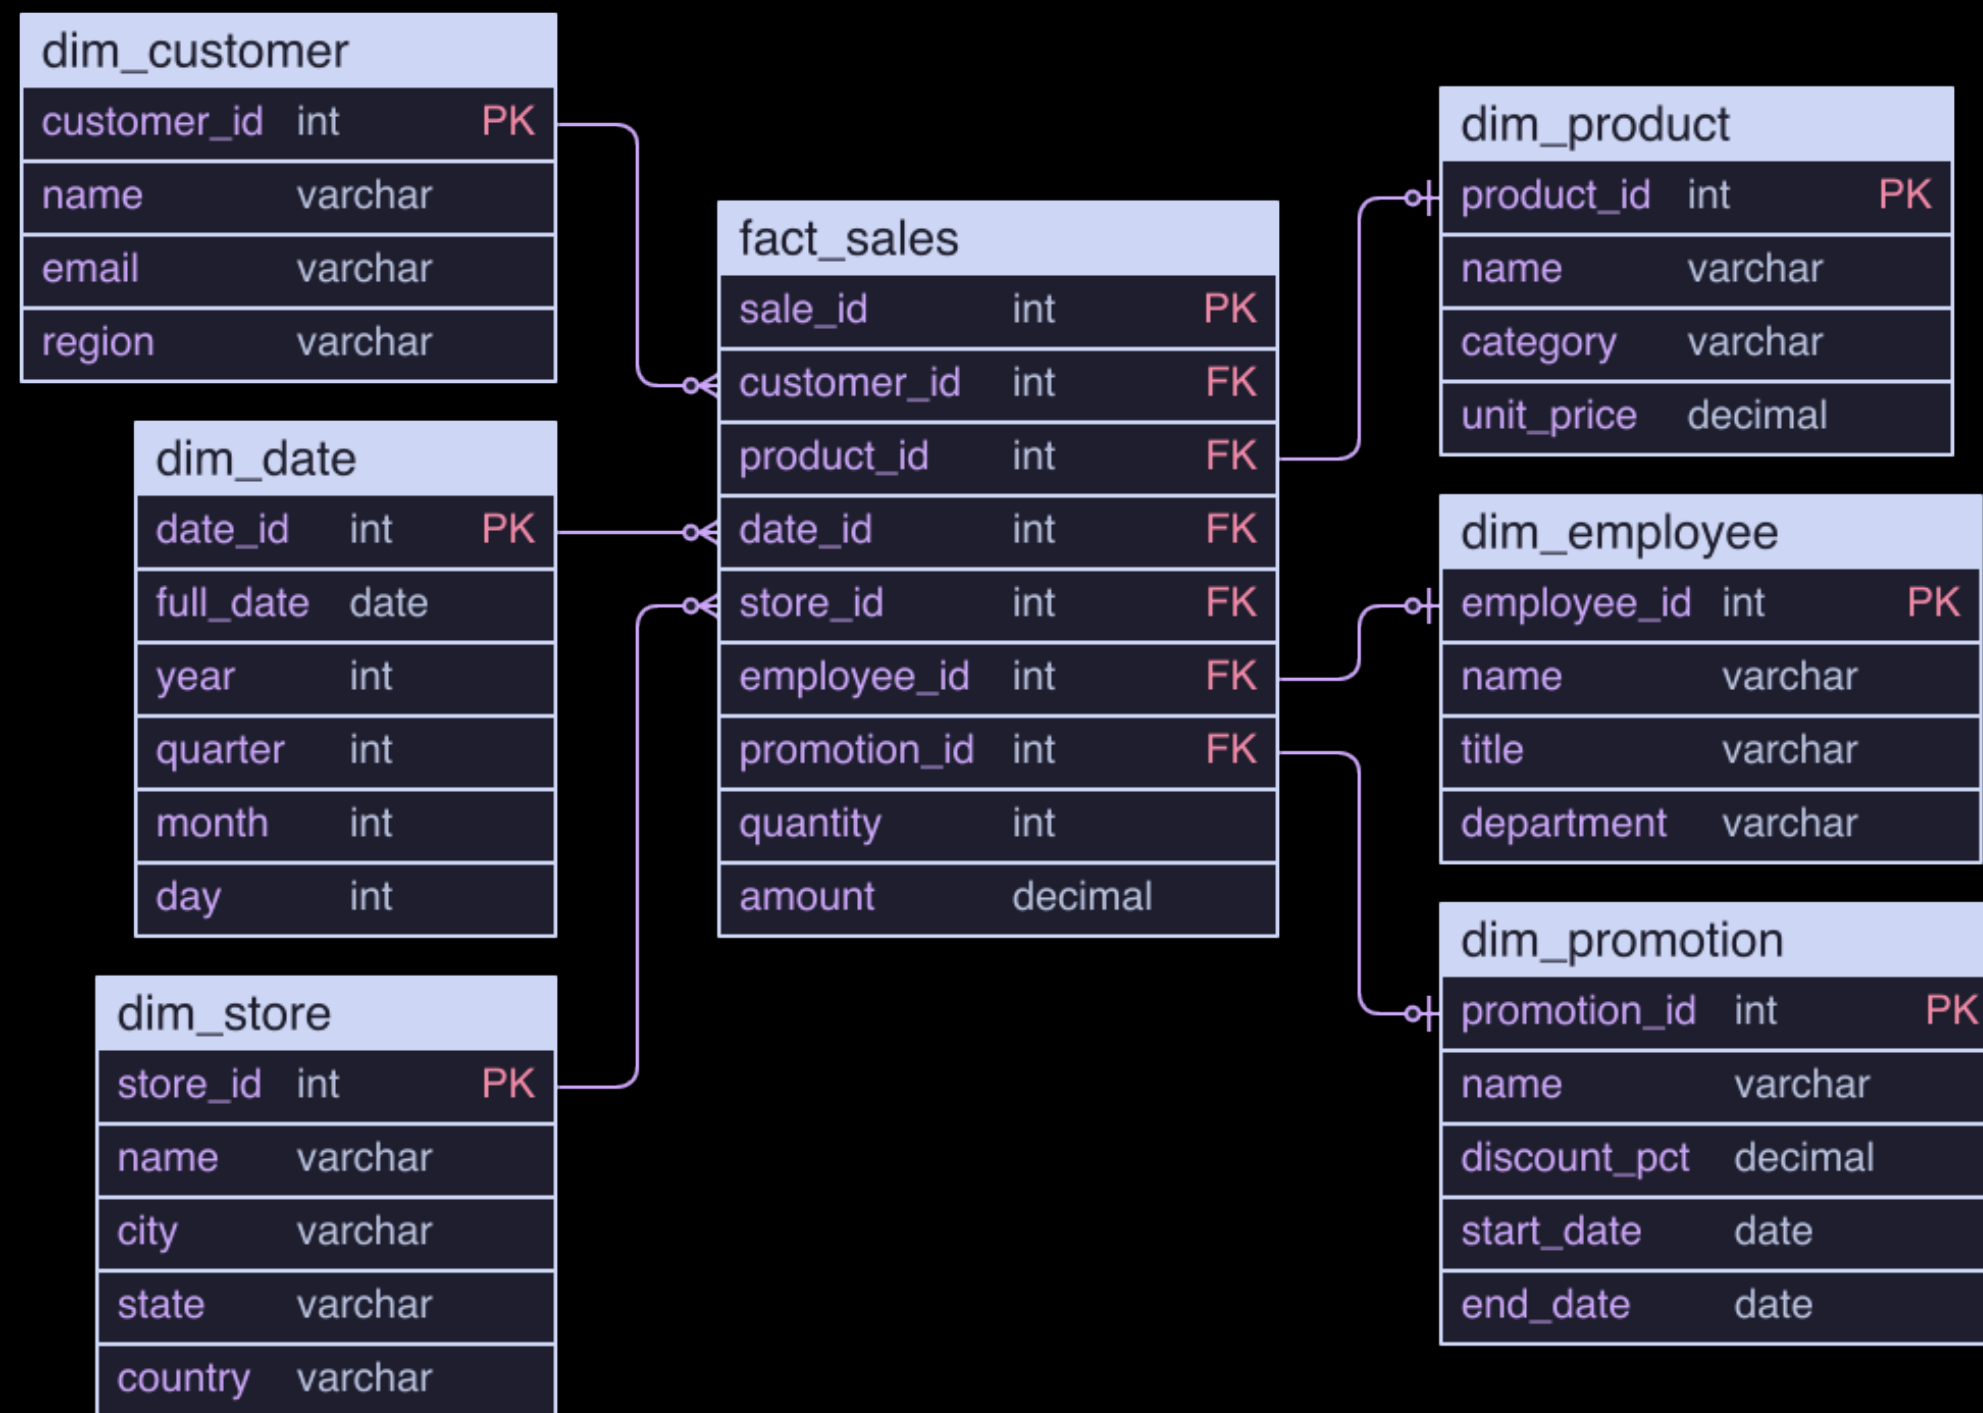 dim_customer
customer_id int PK
name varchar
email varchar
region varchar
dim_date
date_id int PK
full_date date
year int
quarter int
month int
day int
dim_store
store_id int PK
name varchar
city varchar
state varchar
country varchar
fact_sales
sale_id int PK
customer_id int FK
product_id int FK
date_id int FK
store_id int FK
employee_id int FK
promotion_id int FK
quantity int
amount decimal
dim_product
product_id int PK
name varchar
category varchar
unit_price decimal
dim_employee
employee_id int PK
name varchar
title varchar
department varchar
dim_promotion
promotion_id int PK
name varchar
discount_pct decimal
start_date date
end_date date